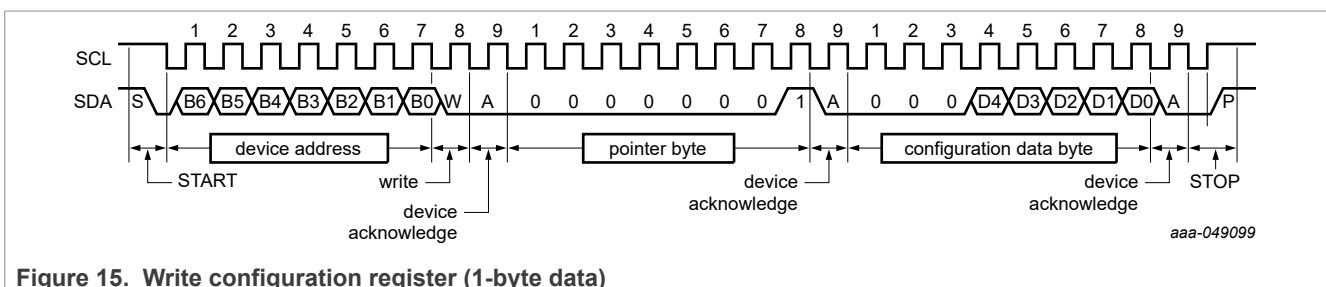 1 2 3 4 5 6 7 8 9 1 2 3 4 5 6 7 8 9 1 2 3 4 5 6 7 8 9
SCL
SDA S B6 B5 B4 B3 B2 B1 B0 W A 0 0 0 0 0 0 0 1 A 0 0 0 D4 D3 D2 D1 D0 A P
device address pointer byte configuration data byte
START write device device STOP
acknowledge acknowledge
device
acknowledge
aaa-049099
Figure 15. Write configuration register (1-byte data)